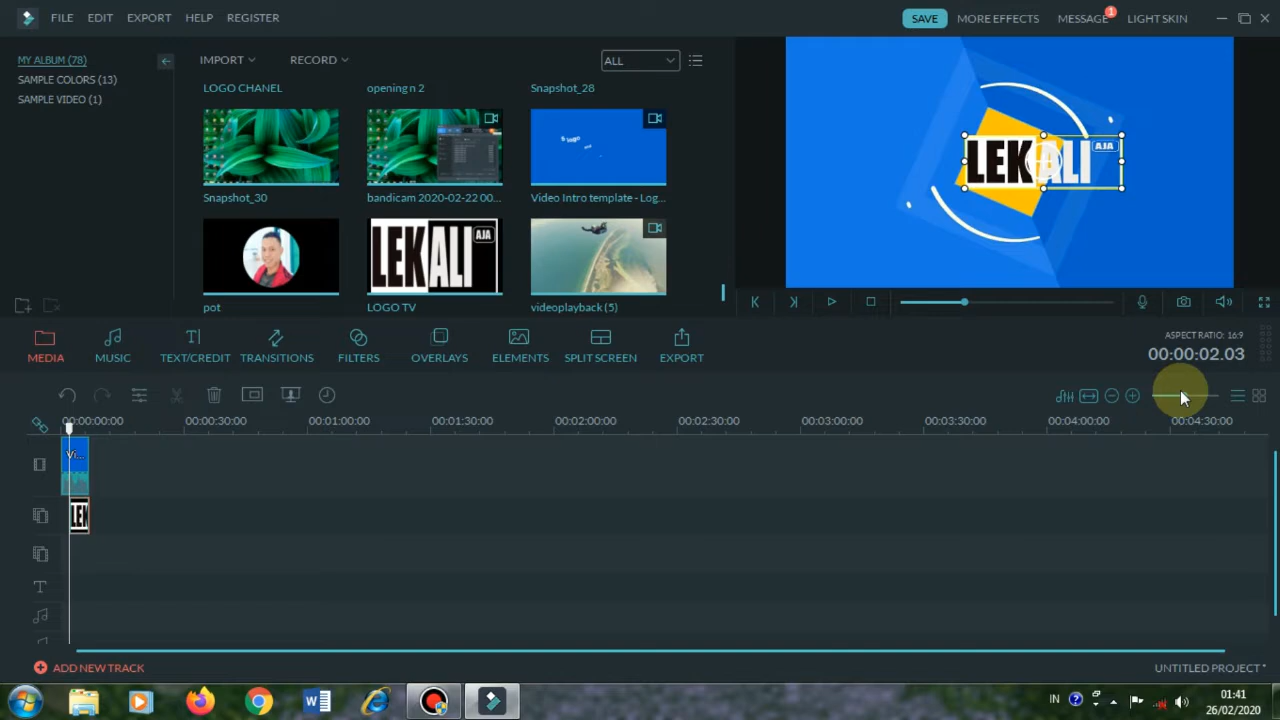 FILE EDIT EXPORT HELP REGISTER SAVE MORE EFFECTS MESSAGE 1 LIGHT SKIN
MY ALBUM (78)
SAMPLE COLORS (13)
SAMPLE VIDEO (1)
IMPORT RECORD ALL
LOGO CHANEL opening n 2 Snapshot_28
Snapshot_30 bandicam 2020-02-22 00... Video Intro template - Log...
LEKALI AJA
pot LOGO TV videoplayback (5)
LEKALI AJA
MEDIA MUSIC TEXT/CREDIT TRANSITIONS FILTERS OVERLAYS ELEMENTS SPLIT SCREEN EXPORT
ASPECT RATIO: 16:9
00:00:02.03
00:00:00:00 00:00:30:00 00:01:00:00 00:01:30:00 00:02:00:00 00:02:30:00 00:03:00:00 00:03:30:00 00:04:00:00 00:04:30:00
Vi...
LEK
ADD NEW TRACK
UNTITLED PROJECT*
IN
01:41
26/02/2020